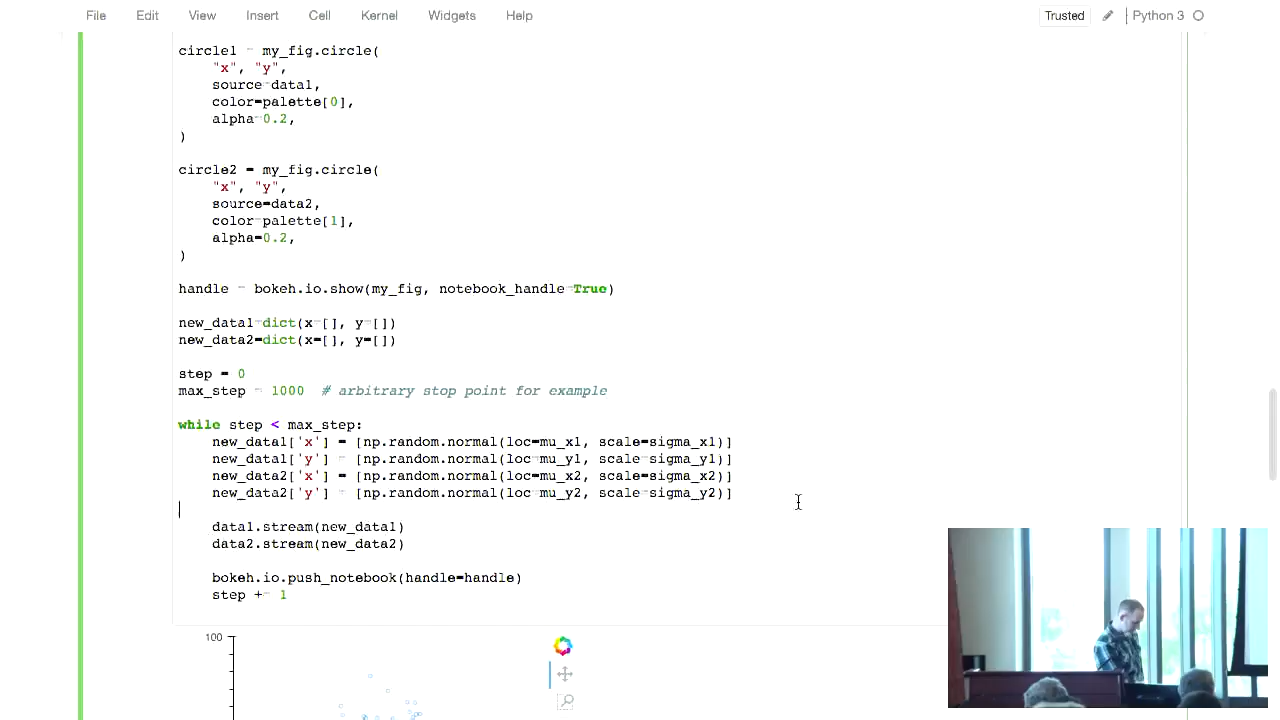 File Edit View Insert Cell Kernel Widgets Help Trusted Python 3
circle1 = my_fig.circle(
"x", "y",
source=data1,
color=palette[0],
alpha=0.2,
)
circle2 = my_fig.circle(
"x", "y",
source=data2,
color=palette[1],
alpha=0.2,
)
handle = bokeh.io.show(my_fig, notebook_handle=True)
new_data1=dict(x=[], y=[])
new_data2=dict(x=[], y=[])
step = 0
max_step = 1000  # arbitrary stop point for example
while step < max_step:
new_data1['x'] = [np.random.normal(loc=mu_x1, scale=sigma_x1)]
new_data1['y'] = [np.random.normal(loc=mu_y1, scale=sigma_y1)]
new_data2['x'] = [np.random.normal(loc=mu_x2, scale=sigma_x2)]
new_data2['y'] = [np.random.normal(loc=mu_y2, scale=sigma_y2)]
data1.stream(new_data1)
data2.stream(new_data2)
bokeh.io.push_notebook(handle=handle)
step += 1
100